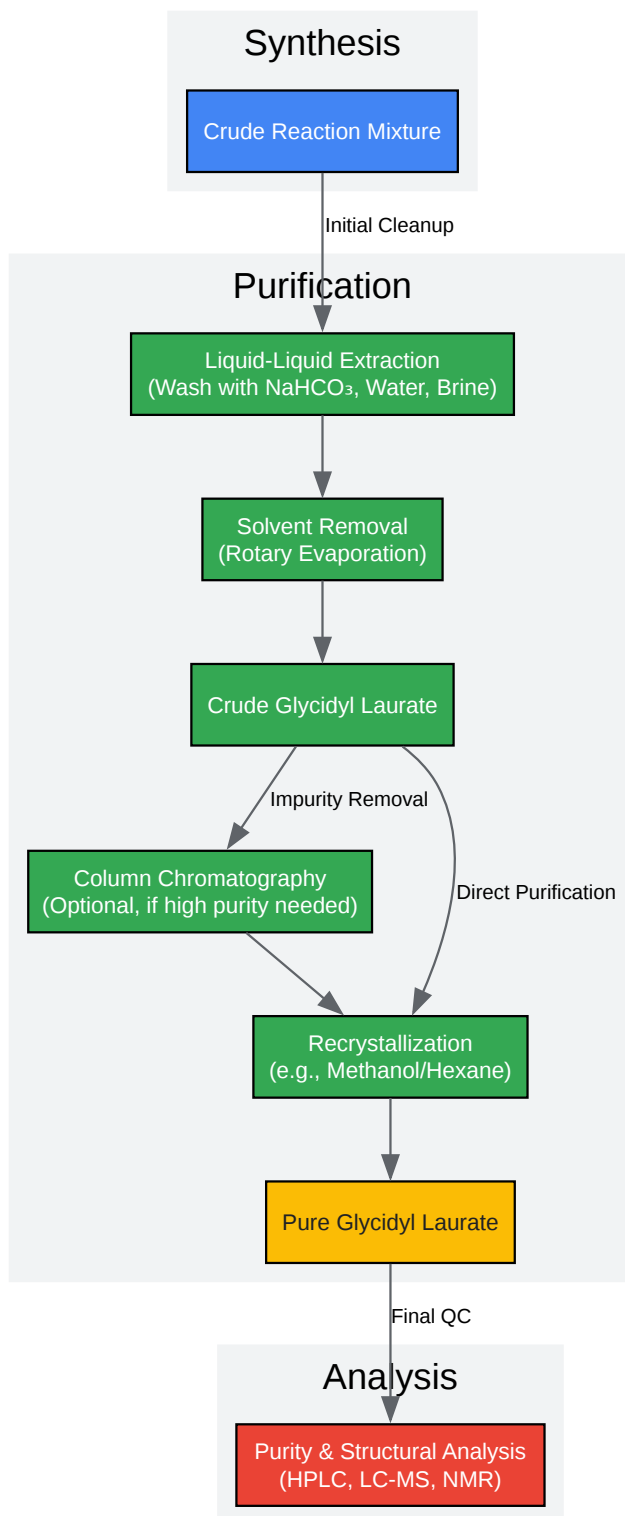 Synthesis
Crude Reaction Mixture
Initial Cleanup
Purification
Liquid-Liquid Extraction
(Wash with NaHCO₃, Water, Brine)
Solvent Removal
(Rotary Evaporation)
Crude Glycidyl Laurate
Impurity Removal
Column Chromatography
(Optional, if high purity needed)
Direct Purification
Recrystallization
(e.g., Methanol/Hexane)
Pure Glycidyl Laurate
Final QC
Analysis
Purity & Structural Analysis
(HPLC, LC-MS, NMR)